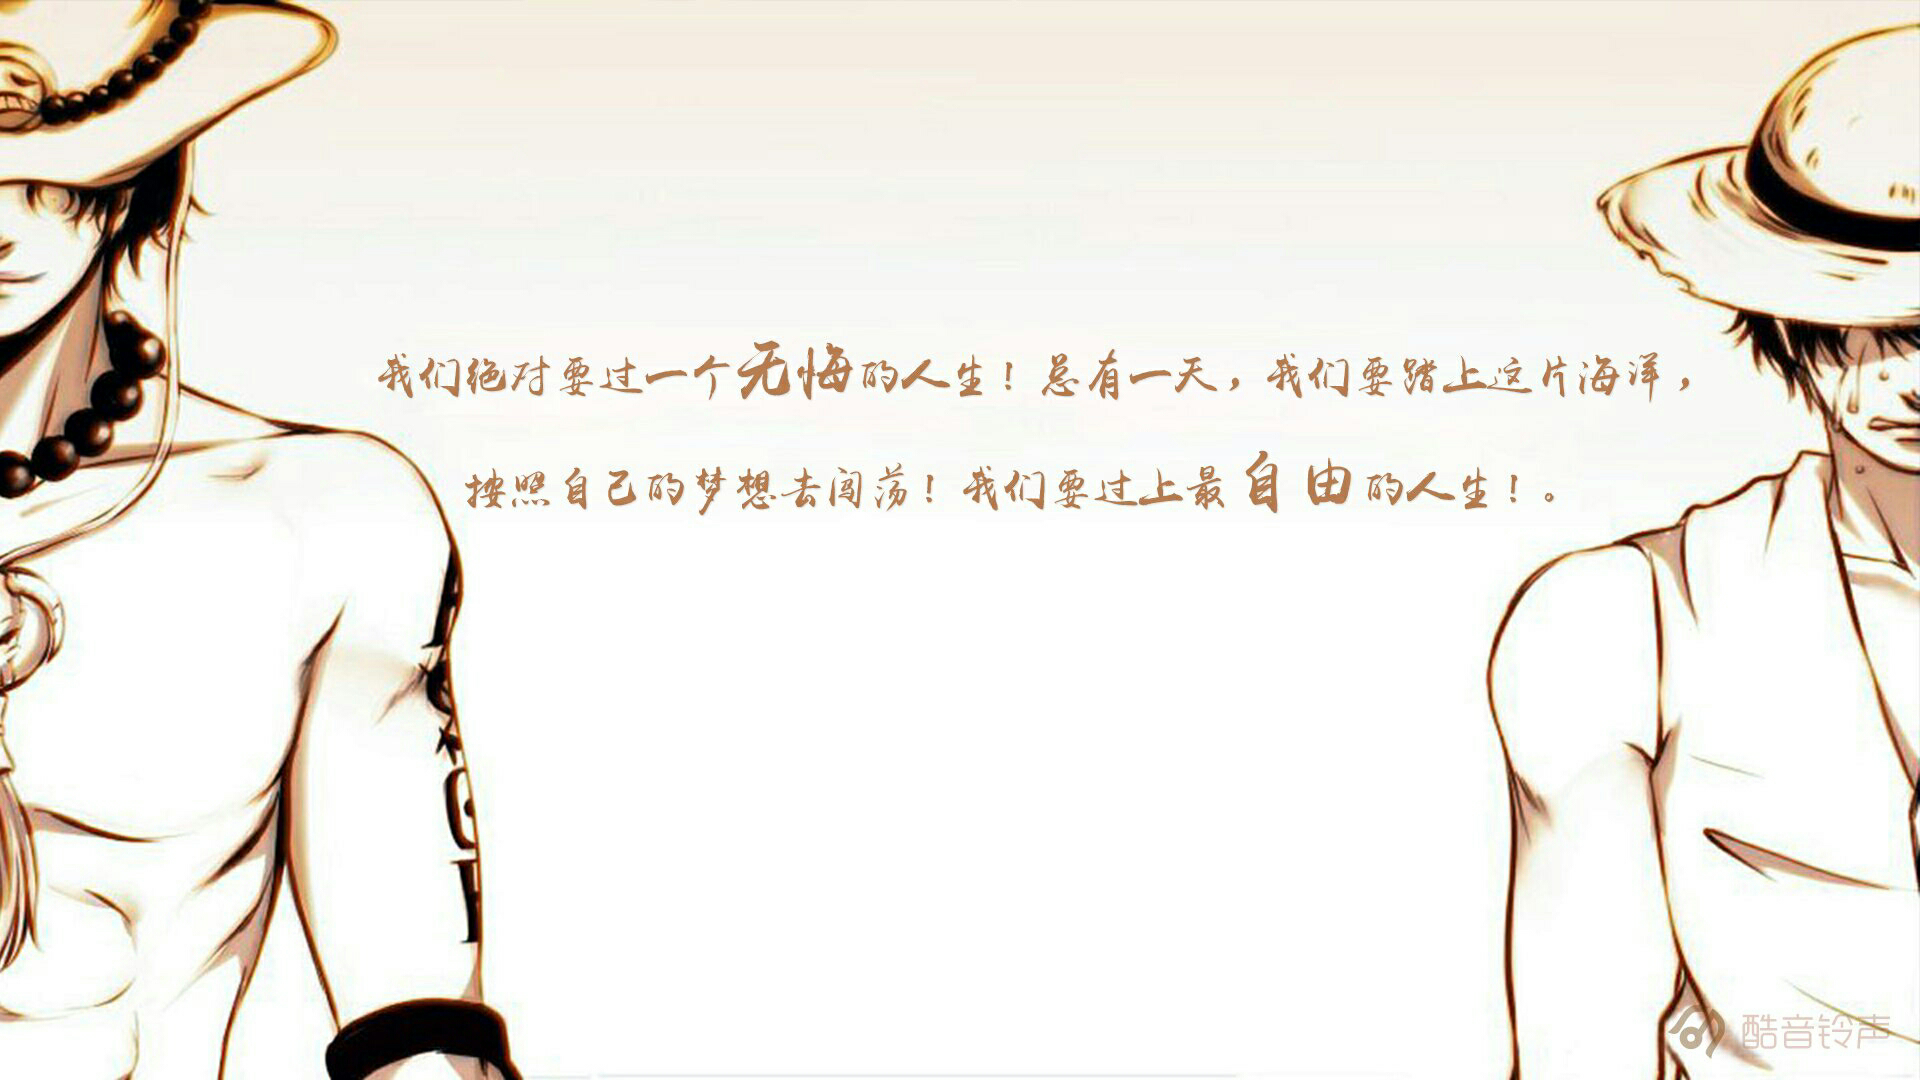 我们绝对要过一个无悔的人生！总有一天，我们要踏上这片海洋，
按照自己的梦想去闯荡！我们要过上最自由的人生！。
酷音铃声